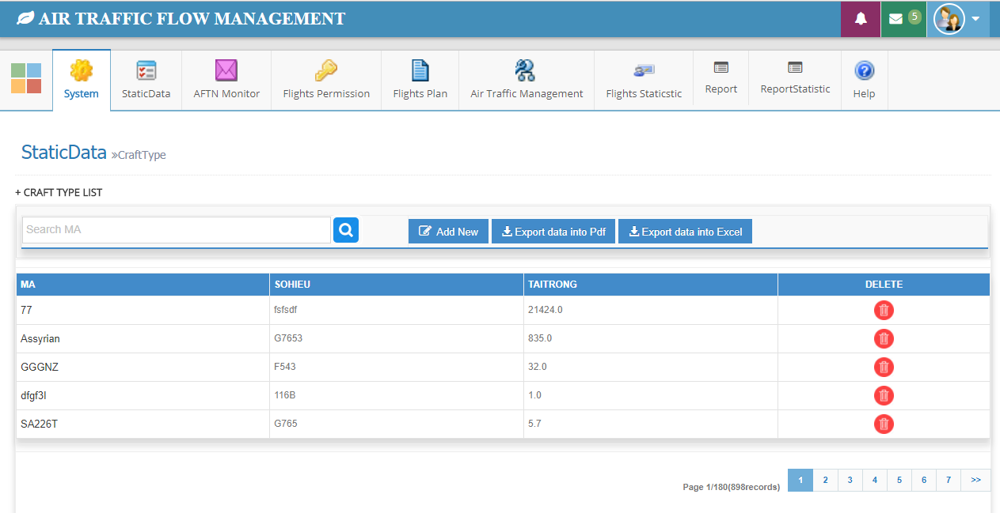 AIR TRAFFIC FLOW MANAGEMENT
5
System
StaticData
AFTN Monitor
Flights Permission
Flights Plan
Air Traffic Management
Flights Staticstic
Report
ReportStatistic
Help
StaticData »CraftType
+ CRAFT TYPE LIST
Search MA
Add New
Export data into Pdf
Export data into Excel
MA SOHIEU TAITRONG DELETE
77 fsfsdf 21424.0
Assyrian G7653 835.0
GGGNZ F543 32.0
dfgf3l 116B 1.0
SA226T G765 5.7
Page 1/180(898records) 1 2 3 4 5 6 7 >>